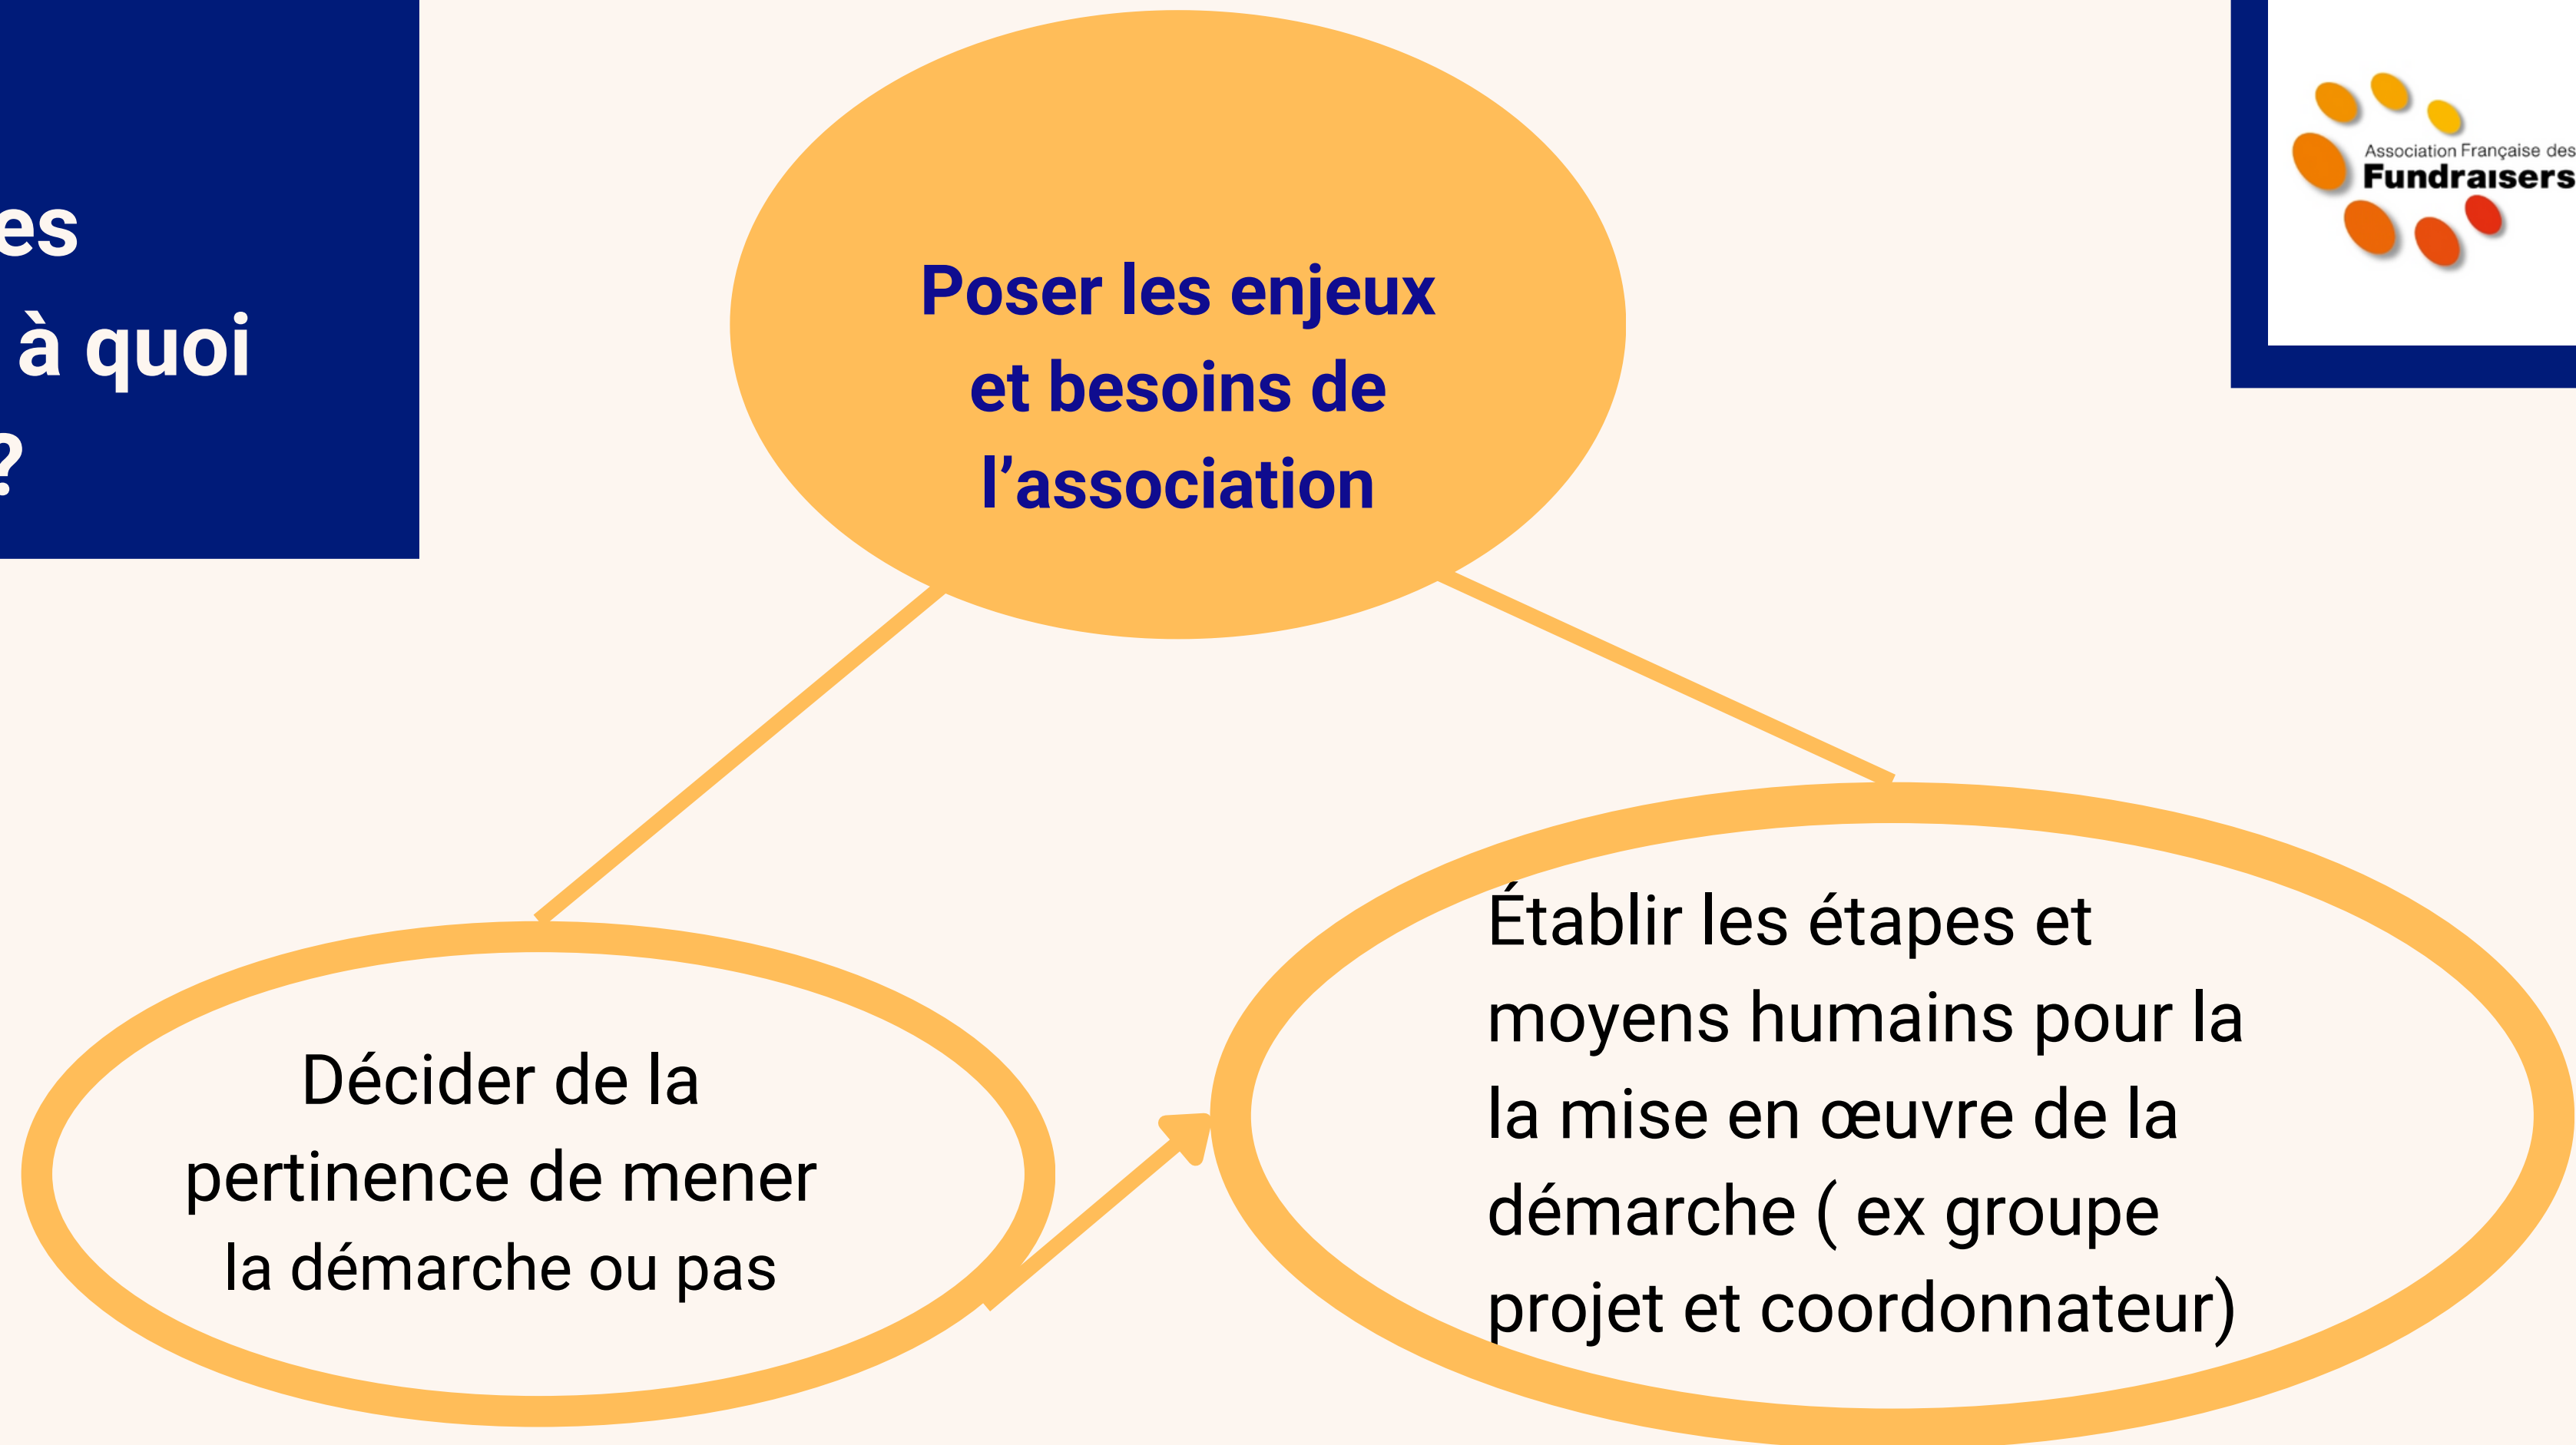 es
à quoi
?
Poser les enjeux
et besoins de
l’association
Association Française des
Fundraisers
Décider de la
pertinence de mener
la démarche ou pas
Établir les étapes et
moyens humains pour la
la mise en œuvre de la
démarche ( ex groupe
projet et coordonnateur)